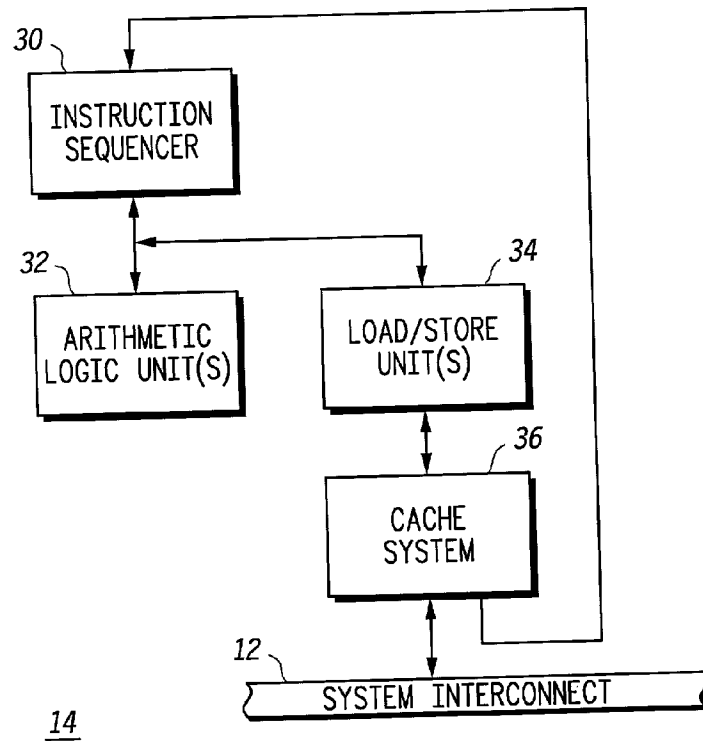 30
INSTRUCTION
SEQUENCER
32
ARITHMETIC
LOGIC UNIT(S)
34
LOAD/STORE
UNIT(S)
36
CACHE
SYSTEM
12
SYSTEM INTERCONNECT
14